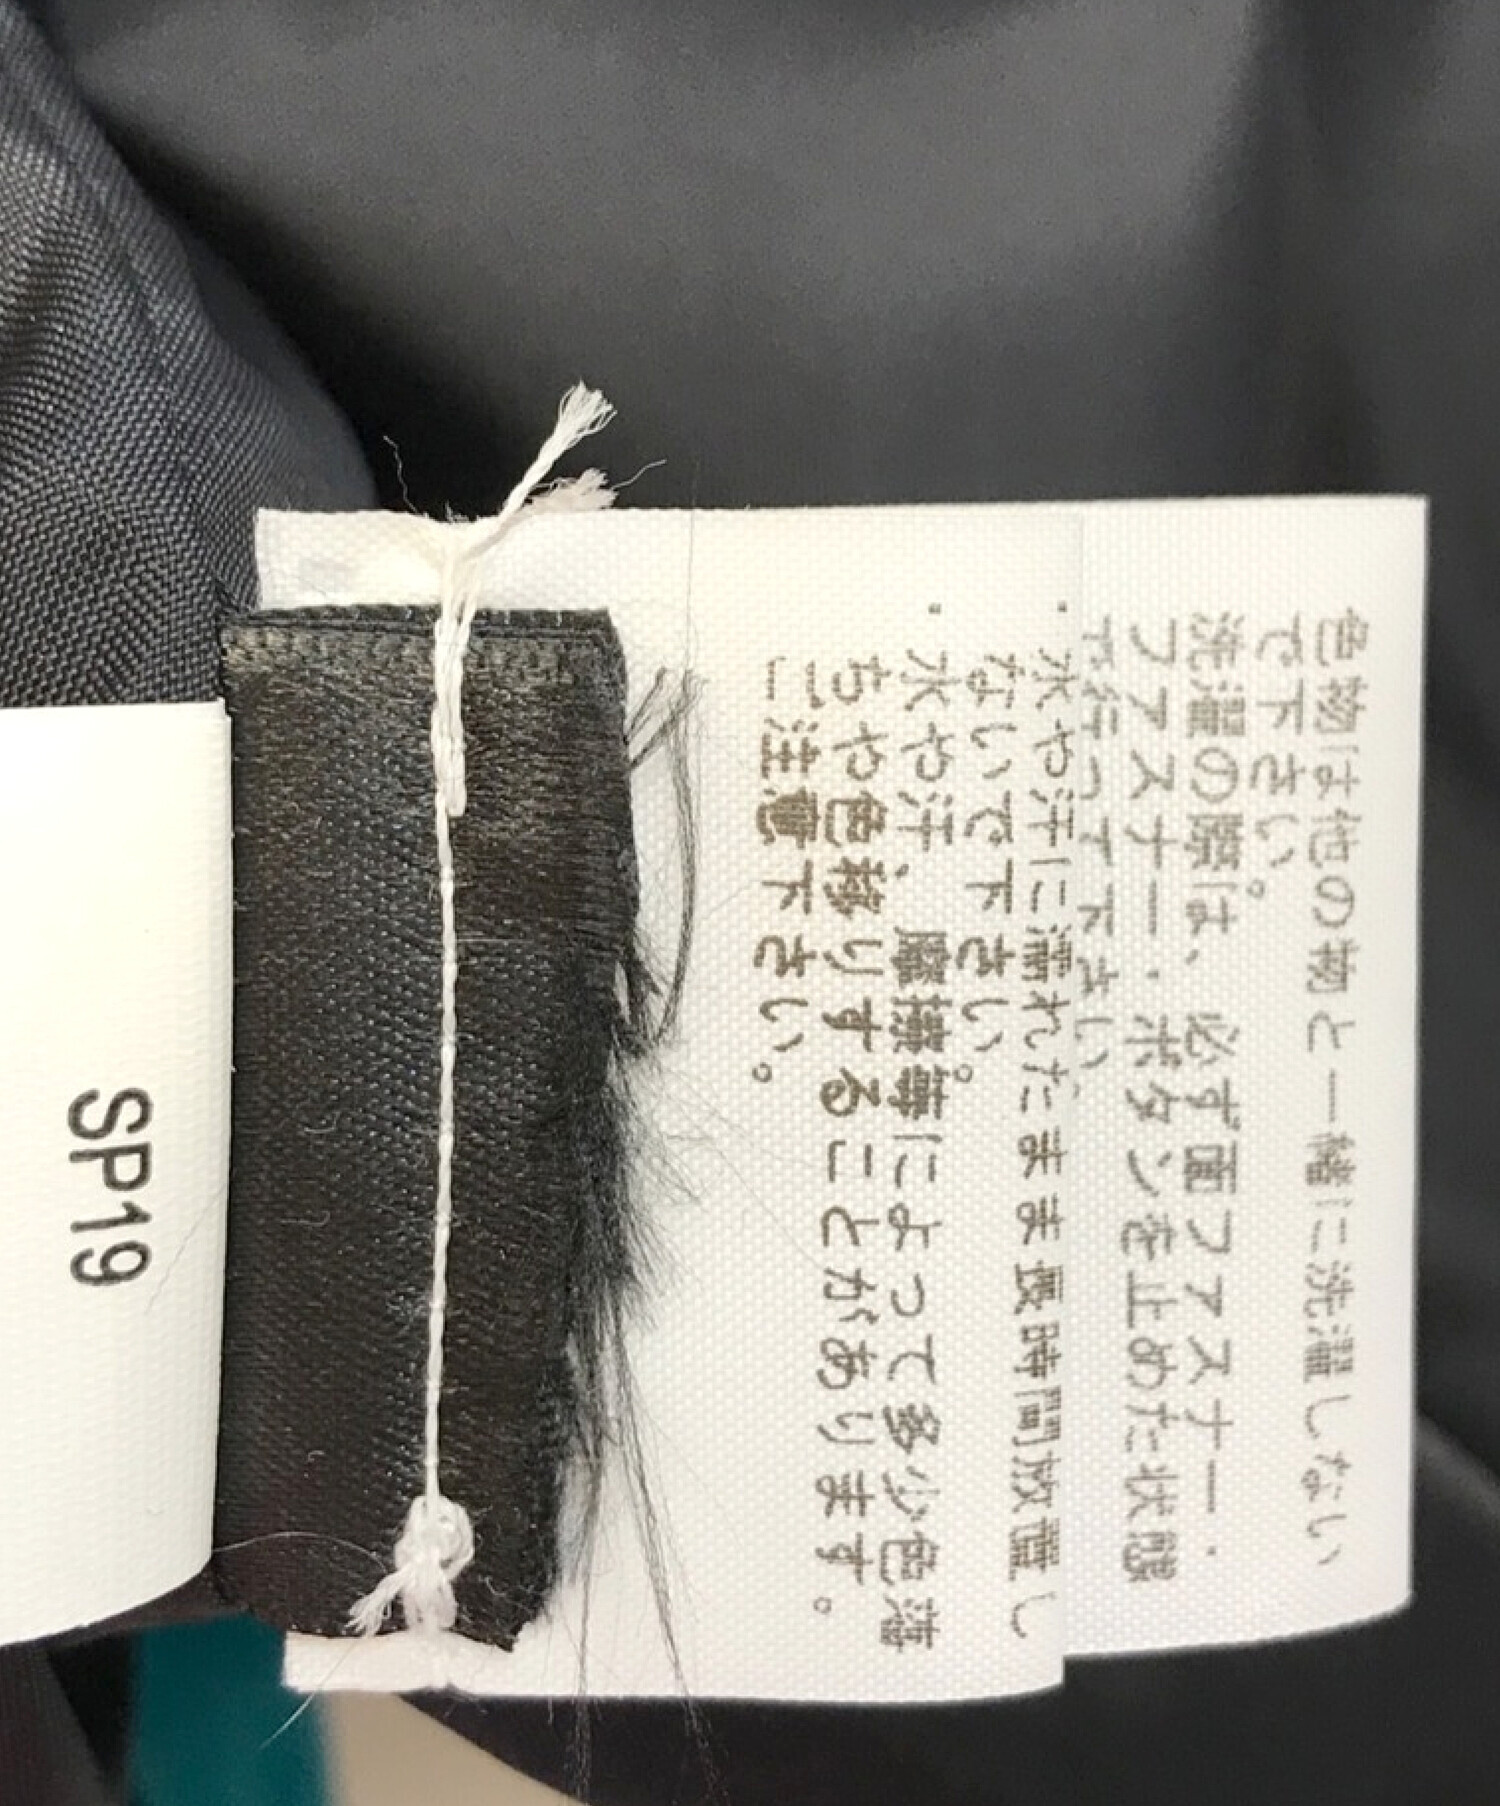 色物は他の物と一緒に洗濯しない
で下さい。
洗濯の際は、必ず面ファスナー・
ファスナー・ボタンを止めた状態
で行って下さい。
・水や汗に濡れたまま長時間放置し
ないで下さい。
・水や汗、摩擦等によって多少色落
ちや色移りすることがあります。
ご注意下さい。
SP19